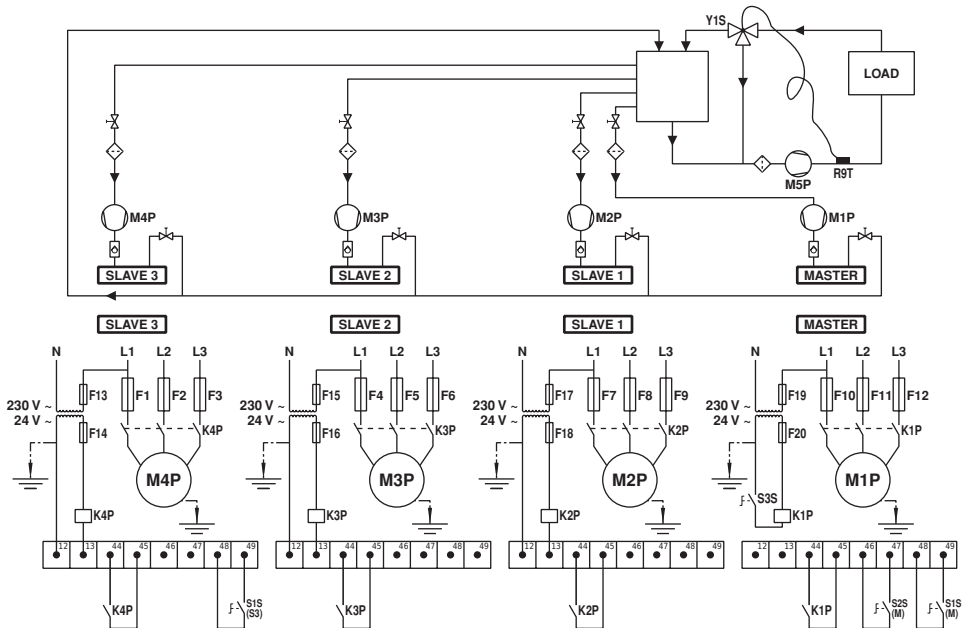 Y1S
LOAD
M5P
R9T
M4P
M3P
M2P
M1P
SLAVE 3
SLAVE 2
SLAVE 1
MASTER
SLAVE 3
SLAVE 2
SLAVE 1
MASTER
N L1 L2 L3
N L1 L2 L3
N L1 L2 L3
N L1 L2 L3
F13 F1 F2 F3
F15 F4 F5 F6
F17 F7 F8 F9
F19 F10 F11 F12
230 V ~
24 V ~
230 V ~
24 V ~
230 V ~
24 V ~
230 V ~
24 V ~
F14 K4P
F16 K3P
F18 K2P
F20 K1P
M4P
M3P
M2P
M1P
S3S
K4P
K3P
K2P
K1P
12 13 44 45 46 47 48 49
12 13 44 45 46 47 48 49
12 13 44 45 46 47 48 49
12 13 44 45 46 47 48 49
K4P
S1S
(S3)
K3P
K2P
K1P
S2S
(M)
S1S
(M)